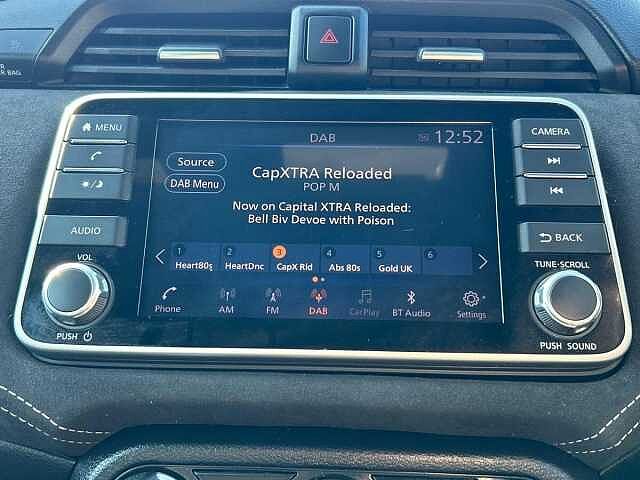 R
R BAG
MENU
AUDIO
VOL
PUSH
DAB
12:52
Source
DAB Menu
CapXTRA Reloaded
POP M
Now on Capital XTRA Reloaded:
Bell Biv Devoe with Poison
1 2 3 4 5 6
Heart80s HeartDnc CapX Rld Abs 80s Gold UK
Phone AM FM DAB CarPlay BT Audio Settings
CAMERA
BACK
TUNE·SCROLL
PUSH SOUND